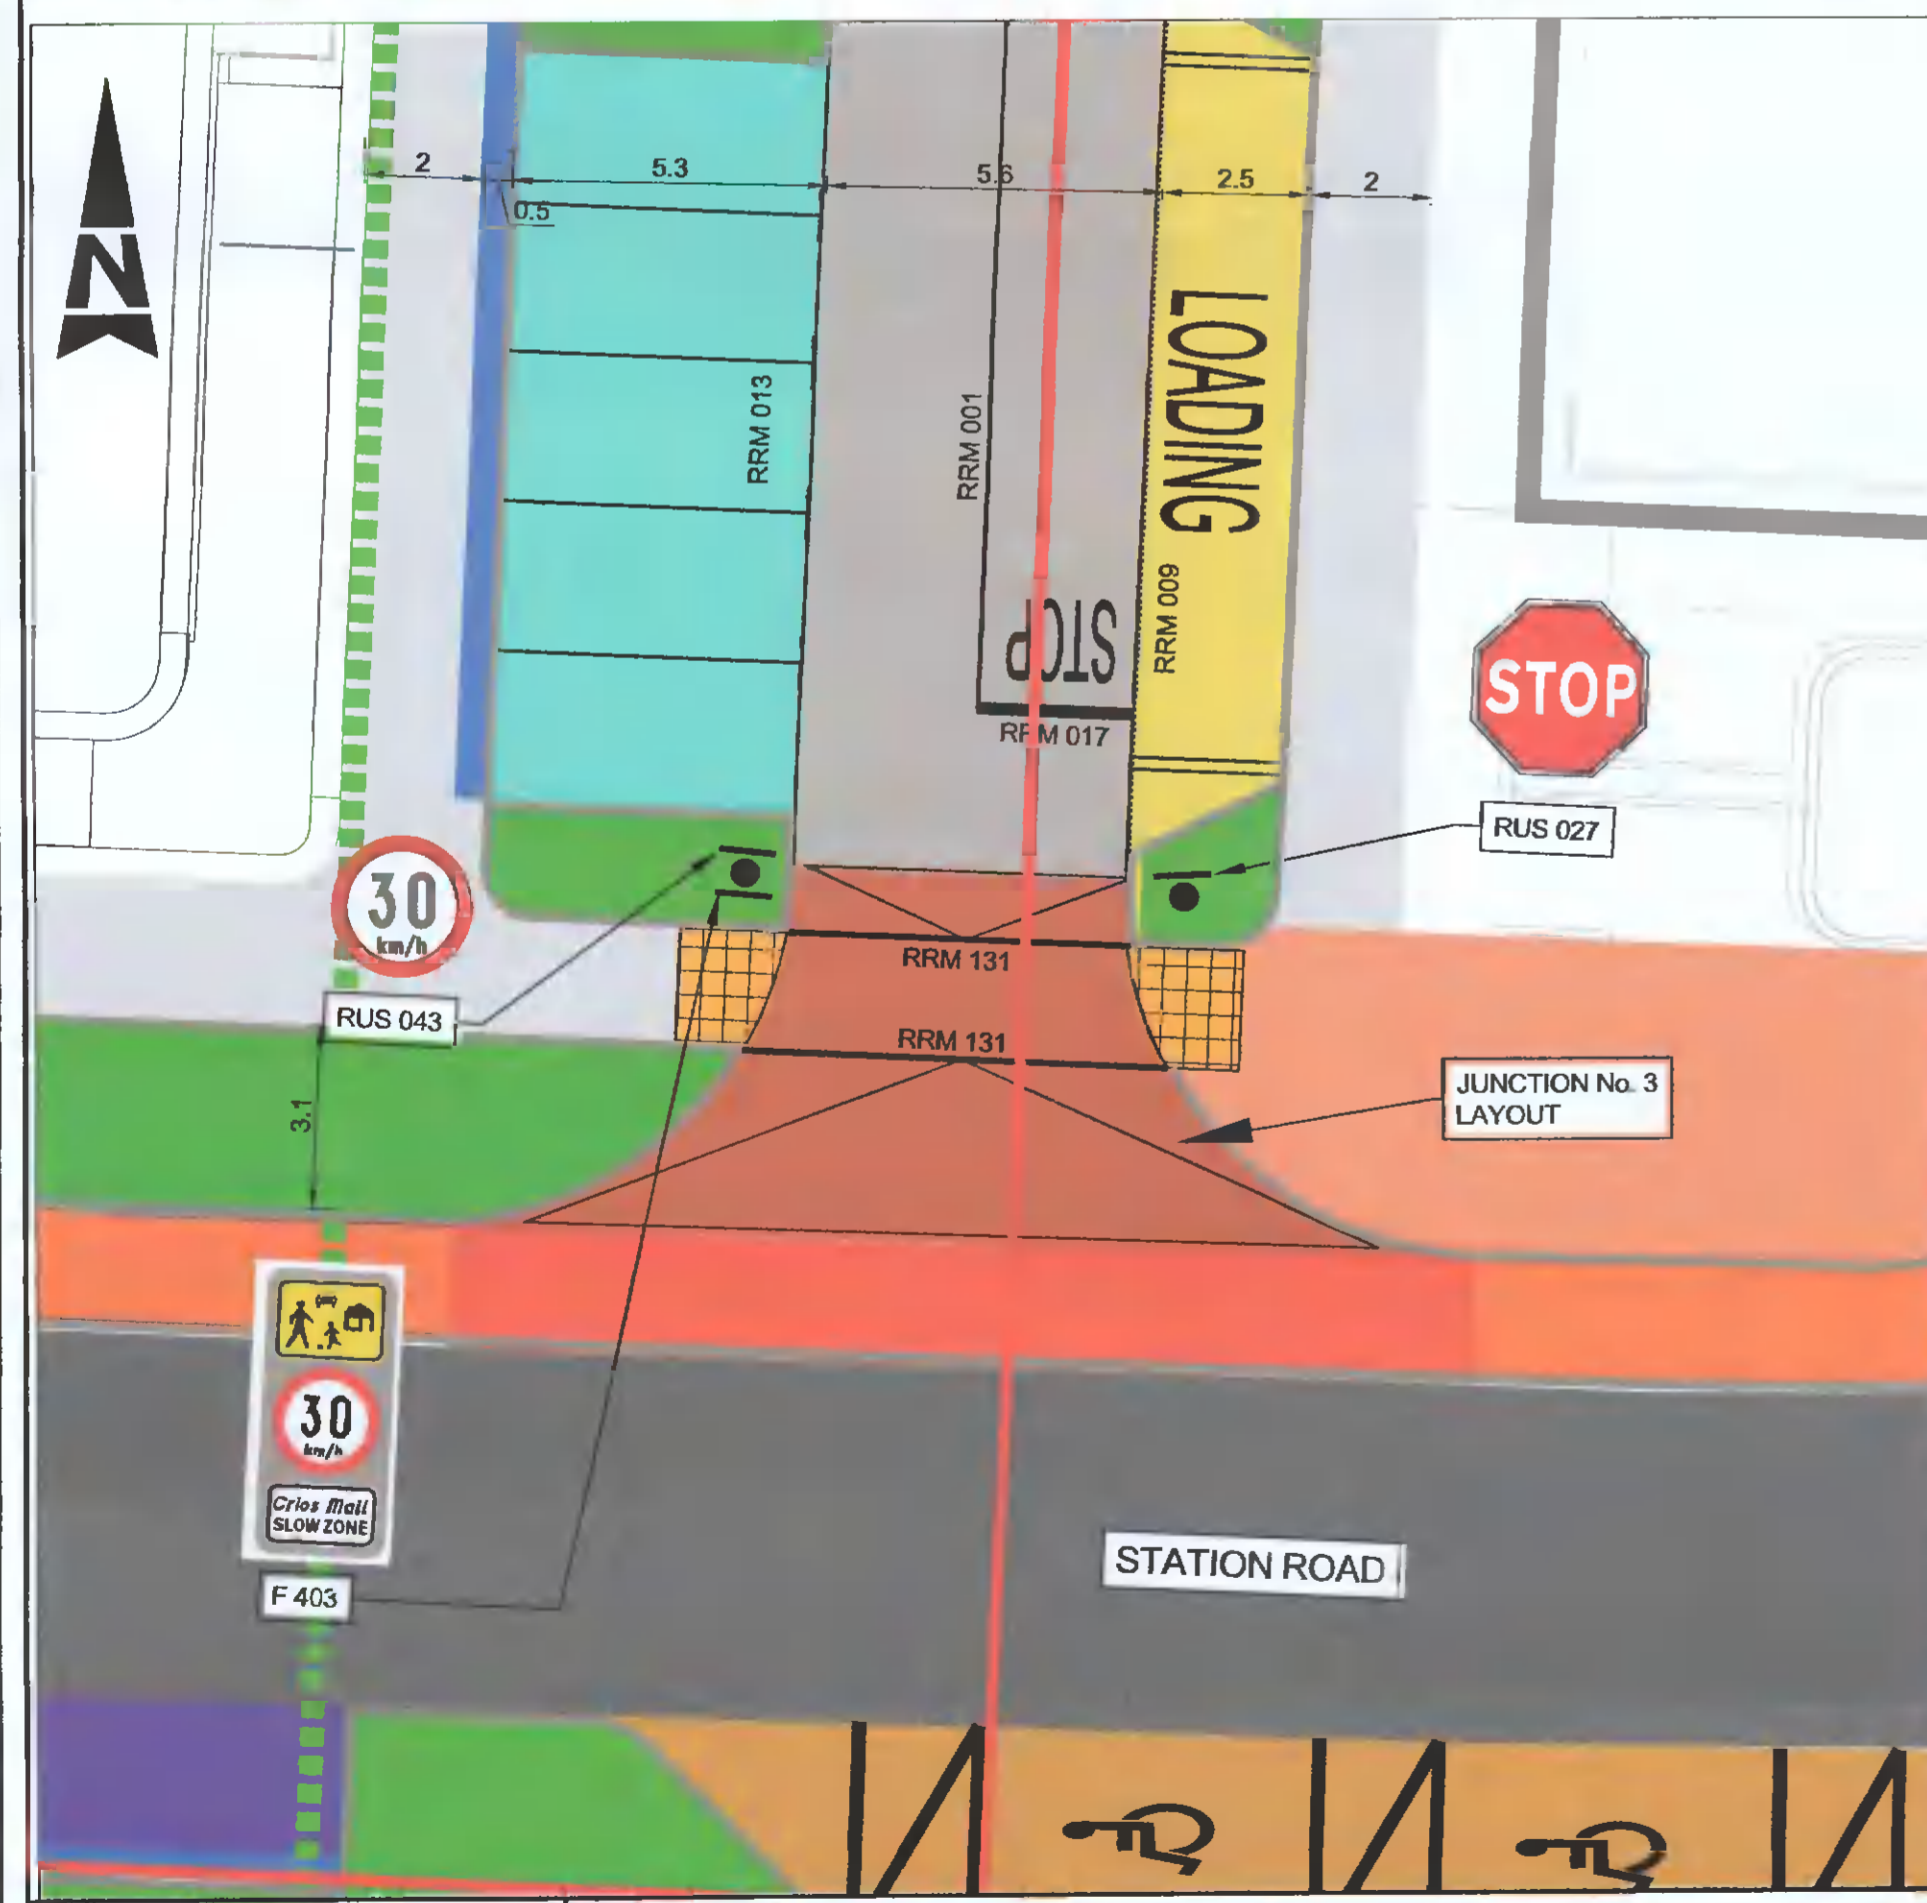 N
2
0.5
5.3
5.6
2.5
2
RRM 013
RRM 001
LOADING
RRM 009
STOP
RRM 017
STOP
RUS 027
30
km/h
RUS 043
RRM 131
RRM 131
JUNCTION No. 3
LAYOUT
3.1
30
km/h
Crios Mall
SLOW ZONE
F 403
STATION ROAD